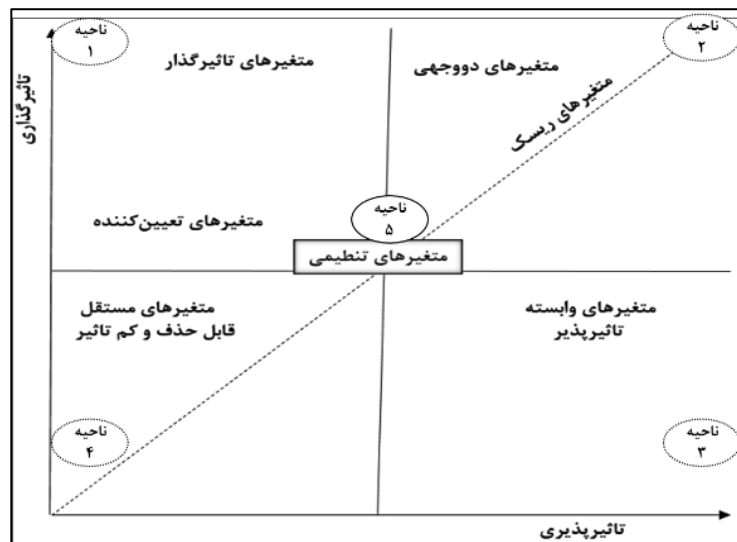 ناحیه
۱
متغیرهای تاثیرگذار
متغیرهای دووجهی
ناحیه
۲
تاثیرگذاری
متغیرهای ریسک
متغیرهای تعیین‌کننده
ناحیه
۵
متغیرهای تنظیمی
متغیرهای وابسته
تاثیرپذیر
متغیرهای مستقل
قابل حذف و کم تاثیر
ناحیه
۳
ناحیه
۴
تاثیرپذیری